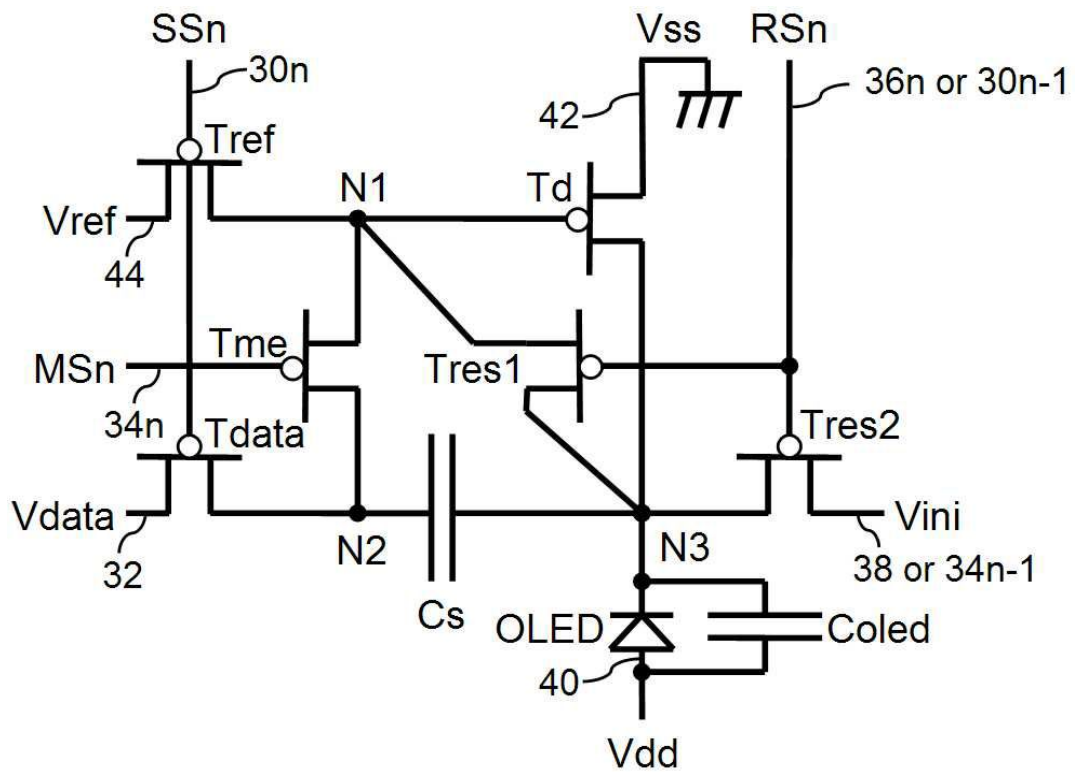 SSn
Vss
RSn
30n
42
36n or 30n-1
Tref
N1
Td
Vref
44
Tme
MSn
Tres1
34n
Tdata
Tres2
Vdata
Vini
32
N2
N3
38 or 34n-1
Cs
OLED
Coled
40
Vdd